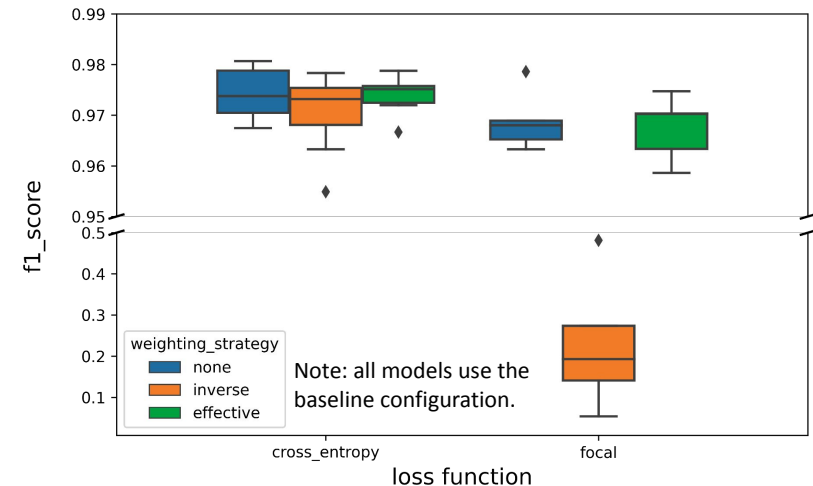 0.99
0.98
0.97
0.96
0.95
0.5
0.4
0.3
0.2
0.1
f1_score
weighting_strategy
none
inverse
effective
Note: all models use the
baseline configuration.
cross_entropy
focal
loss function